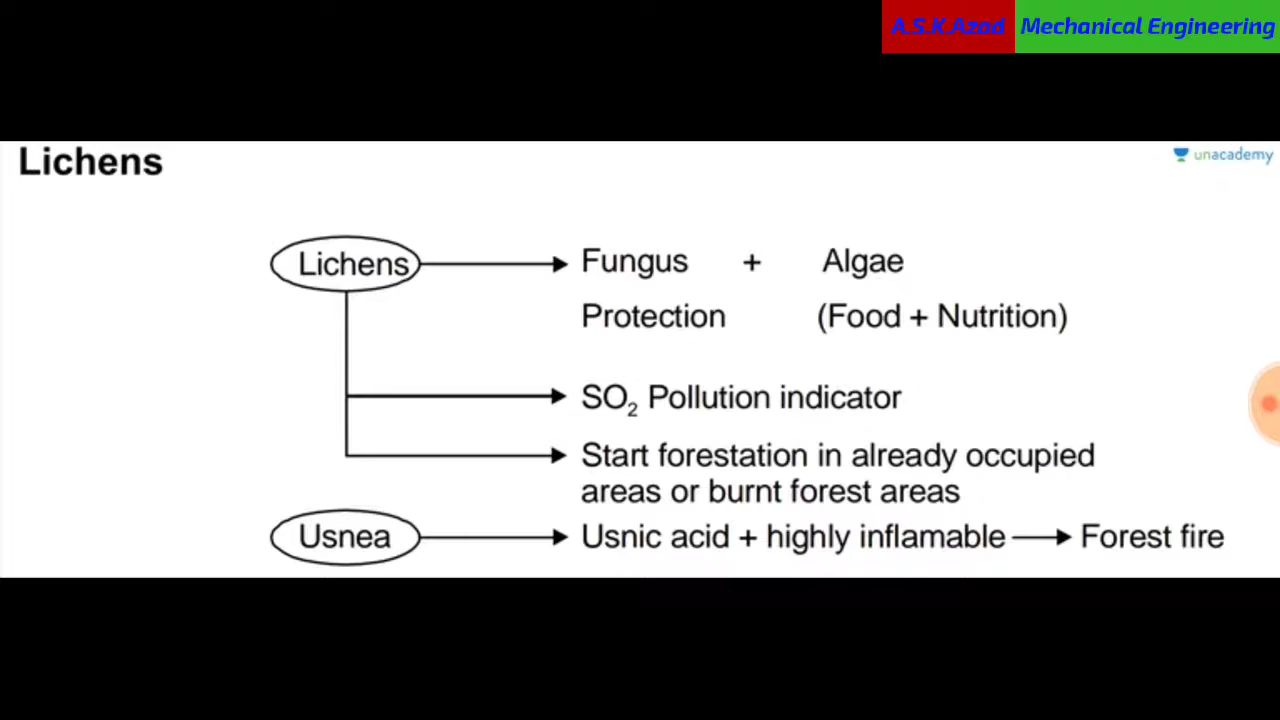 A.S.K.Azad Mechanical Engineering
Lichens
unacademy
Lichens Fungus + Algae
Protection (Food + Nutrition)
SO₂ Pollution indicator
Start forestation in already occupied
areas or burnt forest areas
Usnea Usnic acid + highly inflamable Forest fire